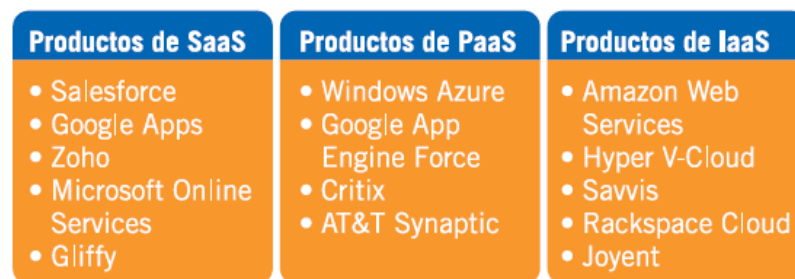 Productos de SaaS
• Salesforce
• Google Apps
• Zoho
• Microsoft Online
Services
• Gliffy
Productos de PaaS
• Windows Azure
• Google App
Engine Force
• Critix
• AT&T Synaptic
Productos de IaaS
• Amazon Web
Services
• Hyper V-Cloud
• Savvis
• Rackspace Cloud
• Joyent